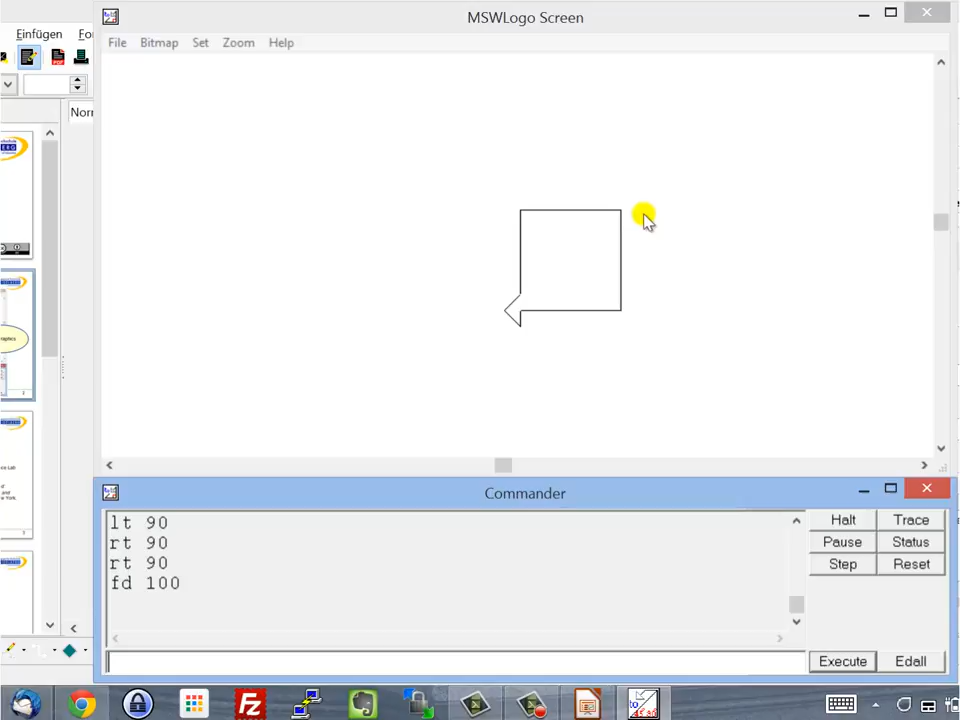 MSWLogo Screen
Einfügen
File Bitmap Set Zoom Help
Commander
lt 90
rt 90
rt 90
fd 100
Halt Trace
Pause Status
Step Reset
Execute Edall